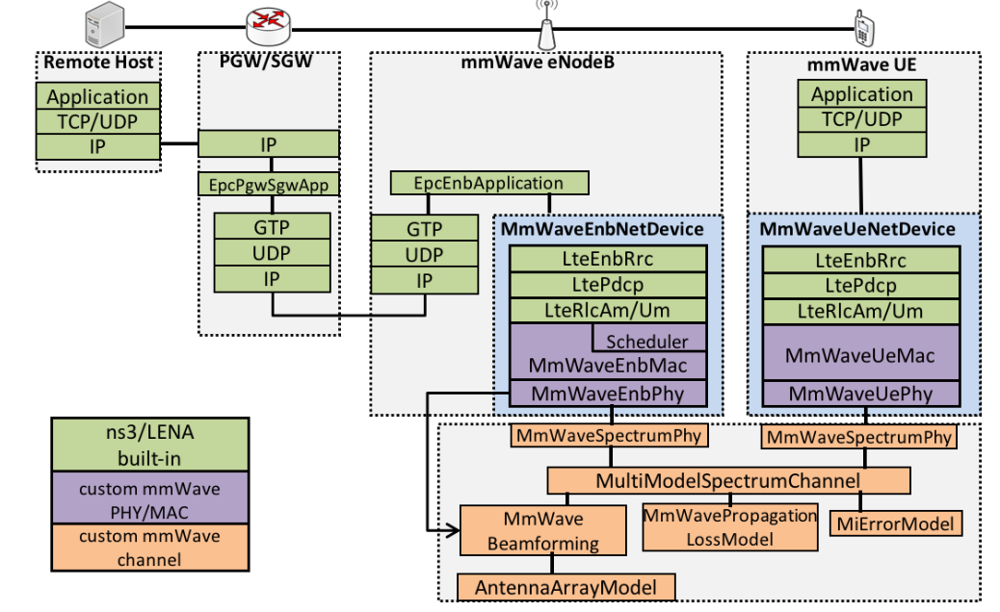 Remote Host
Application
TCP/UDP
IP
PGW/SGW
IP
EpcPgwSgwApp
GTP
UDP
IP
mmWave eNodeB
EpcEnbApplication
GTP
UDP
IP
MmWaveEnbNetDevice
LteEnbRrc
LtePdcp
LteRlcAm/Um
Scheduler
MmWaveEnbMac
MmWaveEnbPhy
mmWave UE
Application
TCP/UDP
IP
MmWaveUeNetDevice
LteEnbRrc
LtePdcp
LteRlcAm/Um
MmWaveUeMac
MmWaveUePhy
MmWaveSpectrumPhy
MmWaveSpectrumPhy
MultiModelSpectrumChannel
MmWave
Beamforming
MmWavePropagation
LossModel
MiErrorModel
AntennaArrayModel
ns3/LENA
built-in
custom mmWave
PHY/MAC
custom mmWave
channel